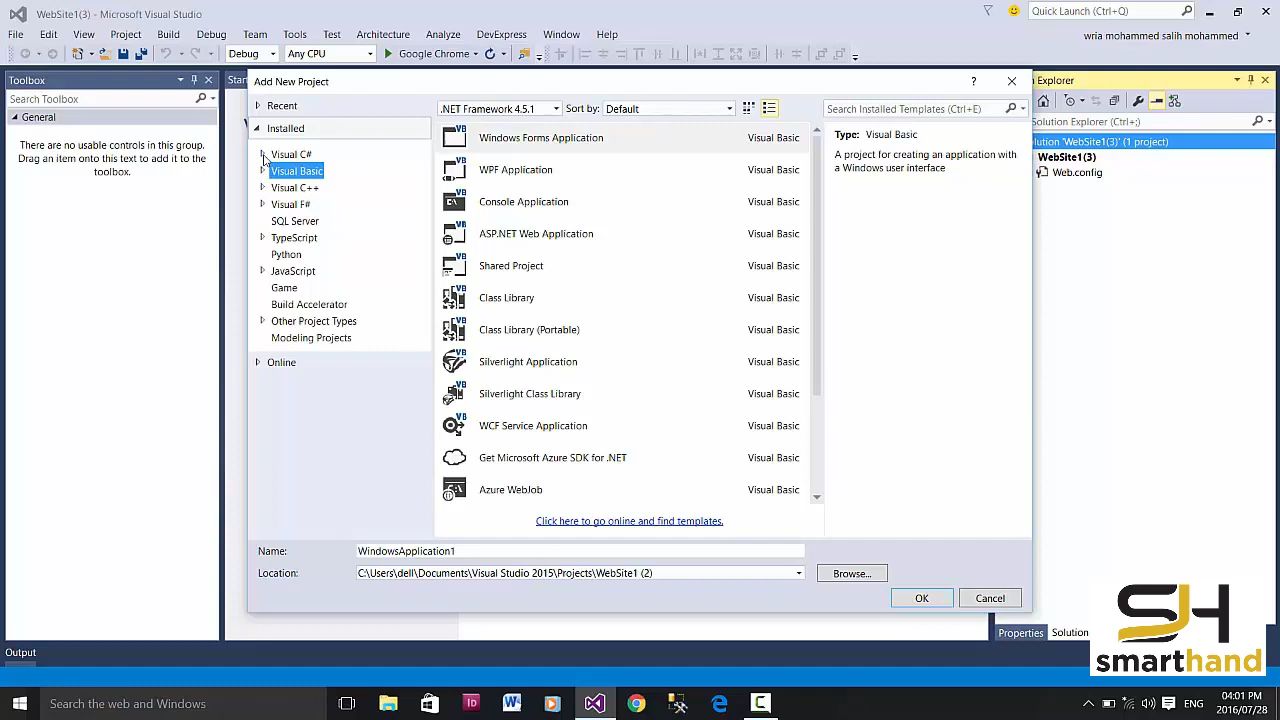 WebSite1(3) - Microsoft Visual Studio
Quick Launch (Ctrl+Q)
File Edit View Project Build Debug Team Tools Test Architecture Analyze DevExpress Window Help
wria mohammed salih mohammed
Debug Any CPU Google Chrome
Toolbox
Search Toolbox
General
There are no usable controls in this group.
Drag an item onto this text to add it to the
toolbox.
Star
Add New Project
?
Recent
Installed
Visual C#
Visual Basic
Visual C++
Visual F#
SQL Server
TypeScript
Python
JavaScript
Game
Build Accelerator
Other Project Types
Modeling Projects
Online
.NET Framework 4.5.1 Sort by: Default
Search Installed Templates (Ctrl+E)
Windows Forms Application Visual Basic
WPF Application Visual Basic
Console Application Visual Basic
ASP.NET Web Application Visual Basic
Shared Project Visual Basic
Class Library Visual Basic
Class Library (Portable) Visual Basic
Silverlight Application Visual Basic
Silverlight Class Library Visual Basic
WCF Service Application Visual Basic
Get Microsoft Azure SDK for .NET Visual Basic
Azure WebJob Visual Basic
Click here to go online and find templates.
Type: Visual Basic
A project for creating an application with
a Windows user interface
Name: WindowsApplication1
Location: C:\Users\dell\Documents\Visual Studio 2015\Projects\WebSite1 (2)
Browse...
OK Cancel
Explorer
olution Explorer (Ctrl+;)
olution 'WebSite1(3)' (1 project)
WebSite1(3)
Web.config
Properties Solution
Output
SH
smarthand
Search the web and Windows
ENG
04:01 PM
2016/07/28